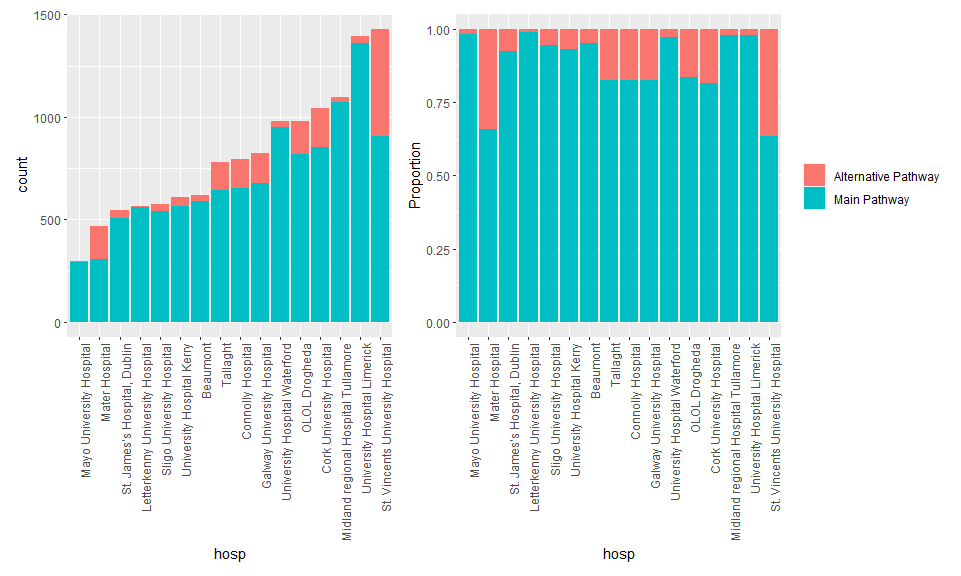 count
1500
1000
500
0
Mayo University Hospital
Mater Hospital
St. James's Hospital, Dublin
Letterkenny University Hospital
Sligo University Hospital
University Hospital Kerry
Beaumont
Tallaght
Connolly Hospital
Galway University Hospital
University Hospital Waterford
OLOL Drogheda
Cork University Hospital
Midland regional Hospital Tullamore
University Hospital Limerick
St. Vincents University Hospital
hosp
Proportion
1.00
0.75
0.50
0.25
0.00
Mayo University Hospital
Mater Hospital
St. James's Hospital, Dublin
Letterkenny University Hospital
Sligo University Hospital
University Hospital Kerry
Beaumont
Tallaght
Connolly Hospital
Galway University Hospital
University Hospital Waterford
OLOL Drogheda
Cork University Hospital
Midland regional Hospital Tullamore
University Hospital Limerick
St. Vincents University Hospital
hosp
Alternative Pathway
Main Pathway